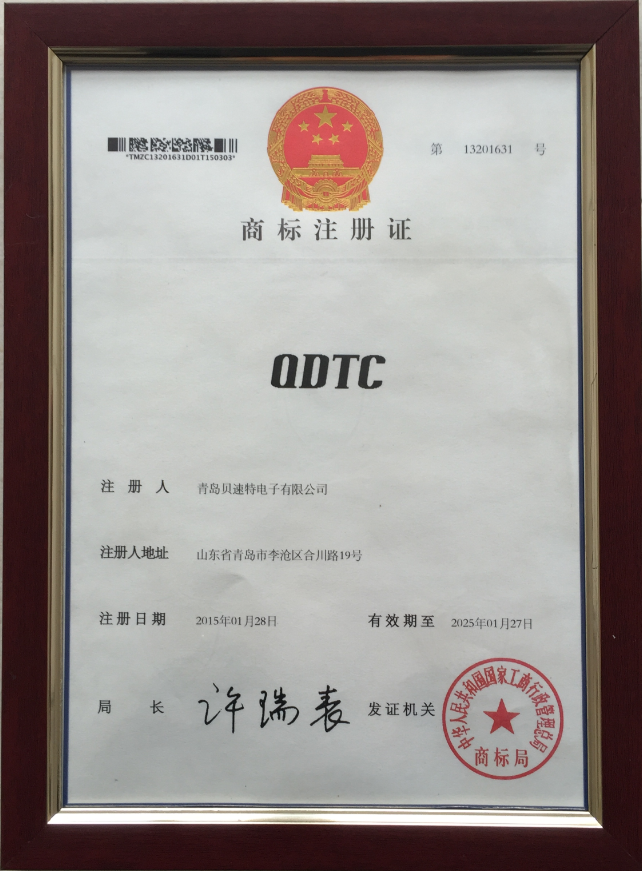 *TMZC13201631D01T150303*
第 13201631 号
商标注册证
QDTC
注册人 青岛贝速特电子有限公司
注册人地址 山东省青岛市李沧区合川路19号
注册日期 2015年01月28日 有效期至 2025年01月27日
局长 许瑞表 发证机关
中华人民共和国国家工商行政管理总局
商标局